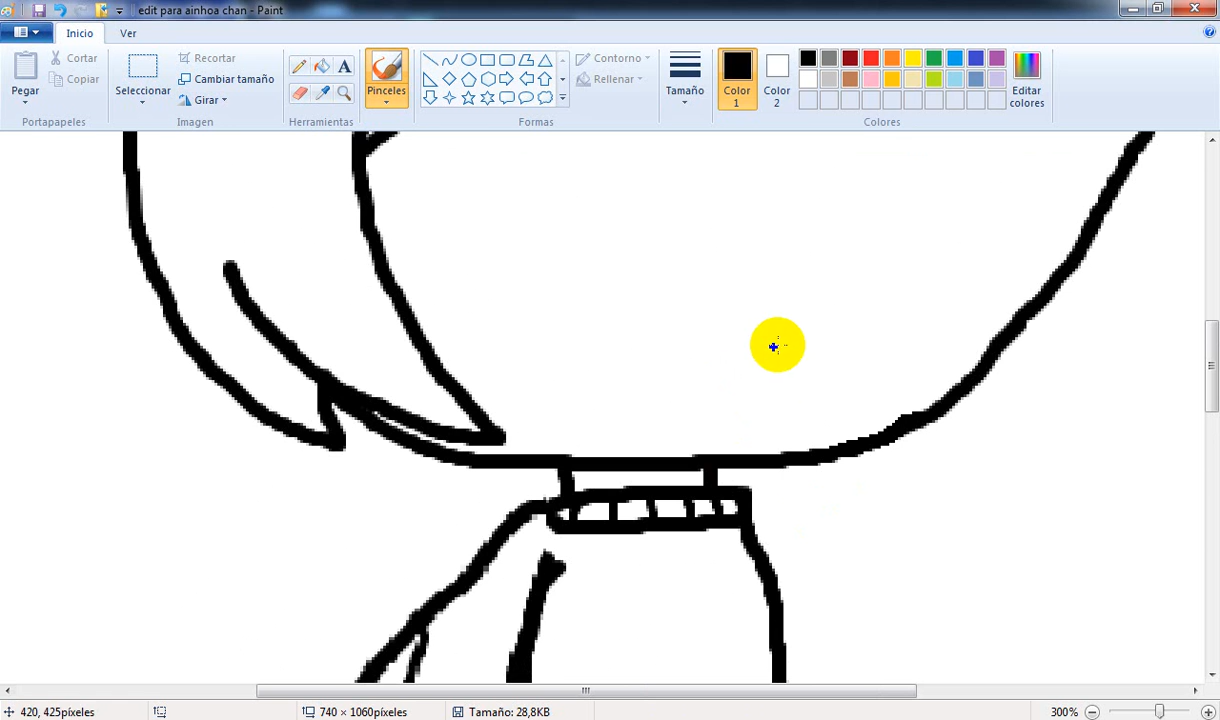 edit para ainhoa chan - Paint
Inicio
Ver
Pegar
Cortar
Copiar
Portapapeles
Seleccionar
Recortar
Cambiar tamaño
Girar
Imagen
A
Herramientas
Pinceles
Formas
Contorno
Rellenar
Tamaño
Color
1
Color
2
Editar
colores
Colores
420, 425píxeles
740 × 1060píxeles
Tamaño: 28,8KB
300%